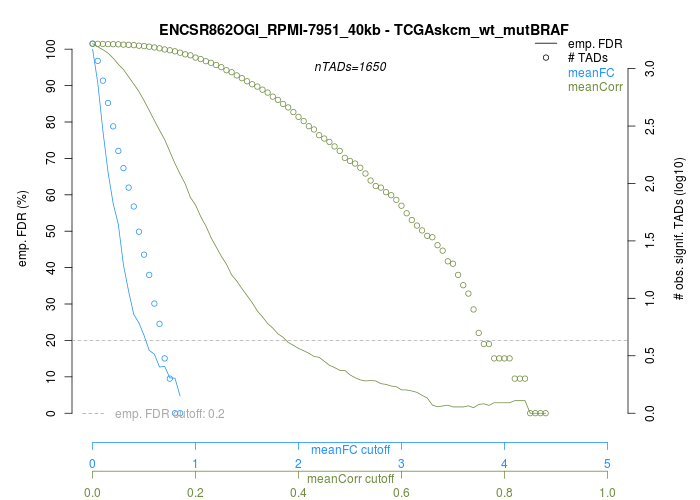 ENCSR862OGI_RPMI-7951_40kb - TCGAskcm_wt_mutBRAF
emp. FDR
# TADs
meanFC
meanCorr
nTADs=1650
emp. FDR (%)
0 10 20 30 40 50 60 70 80 90 100
# obs. signif. TADs (log10)
0.0 0.5 1.0 1.5 2.0 2.5 3.0
emp. FDR cutoff: 0.2
meanFC cutoff
0 1 2 3 4 5
meanCorr cutoff
0.0 0.2 0.4 0.6 0.8 1.0